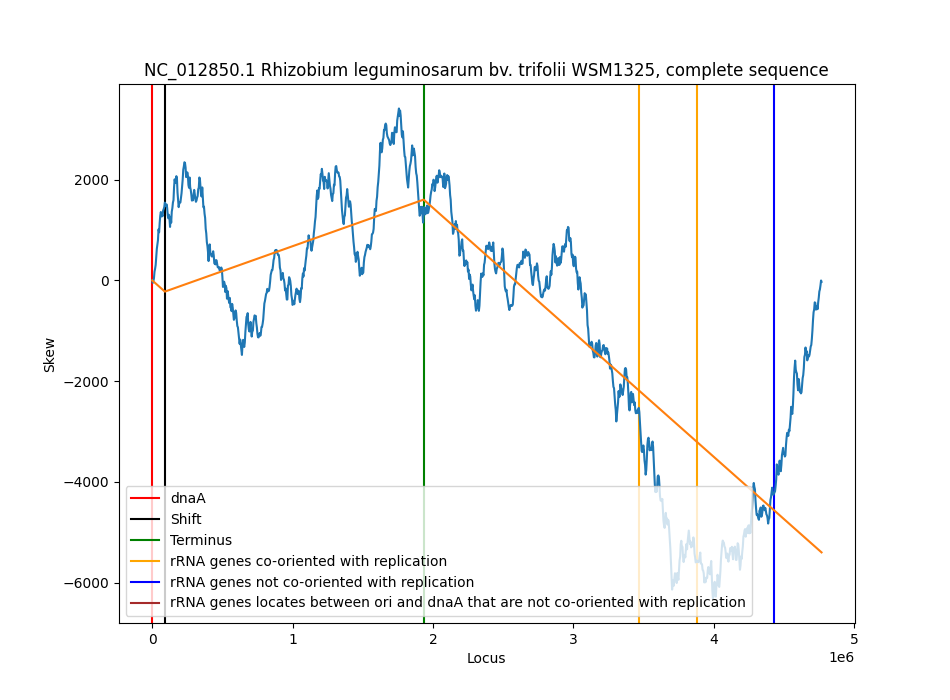 NC_012850.1 Rhizobium leguminosarum bv. trifolii WSM1325, complete sequence
Skew
2000
0
−2000
−4000
−6000
dnaA
Shift
Terminus
rRNA genes co-oriented with replication
rRNA genes not co-oriented with replication
rRNA genes locates between ori and dnaA that are not co-oriented with replication
0 1 2 3 4 5
1e6
Locus